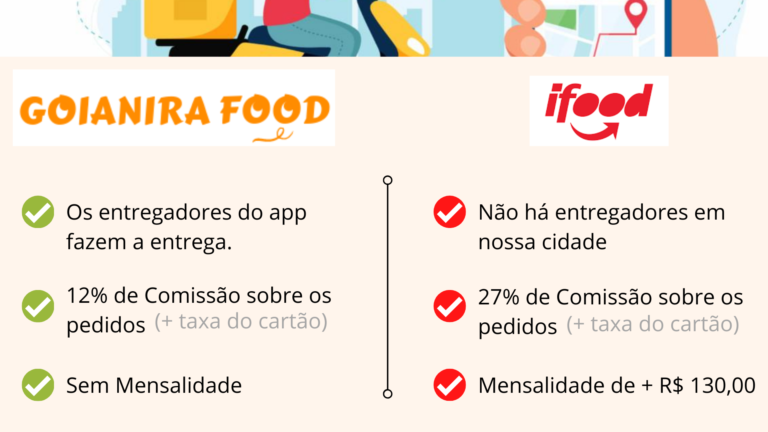 GOIANIRA FOOD
Os entregadores do app
fazem a entrega.
12% de Comissão sobre os
pedidos (+ taxa do cartão)
Sem Mensalidade
ifood
Não há entregadores em
nossa cidade
27% de Comissão sobre os
pedidos (+ taxa do cartão)
Mensalidade de + R$ 130,00